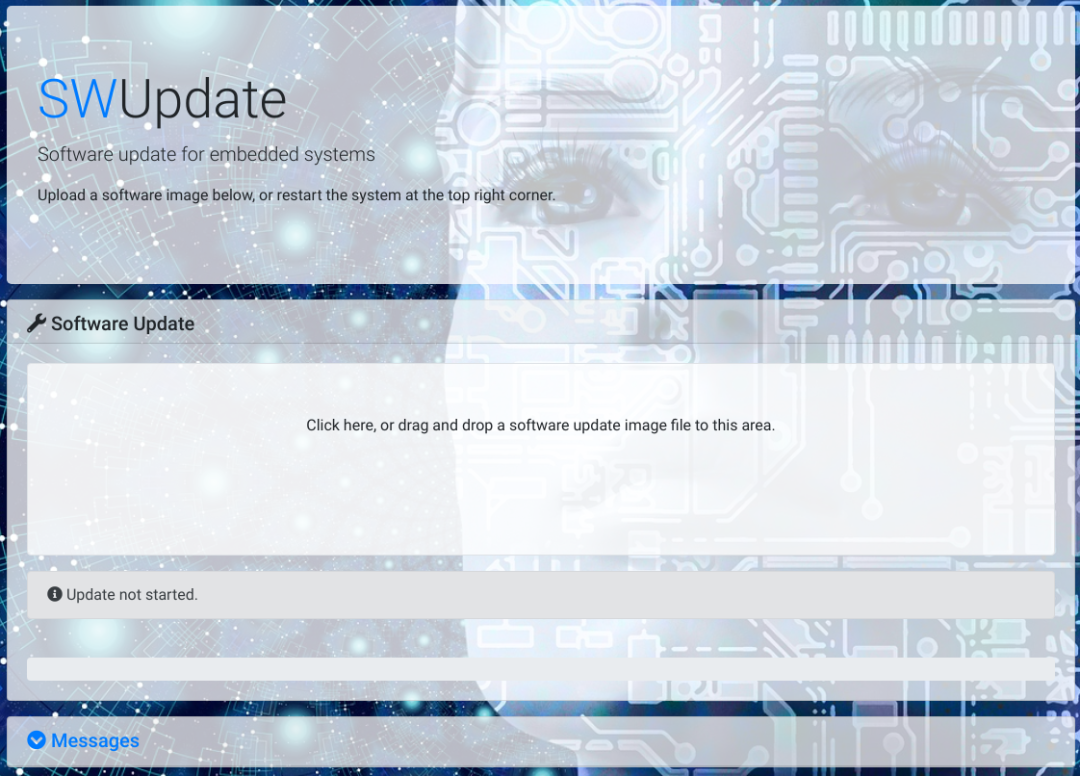 SWUpdate
Software update for embedded systems
Upload a software image below, or restart the system at the top right corner.
Software Update
Click here, or drag and drop a software update image file to this area.
Update not started.
Messages